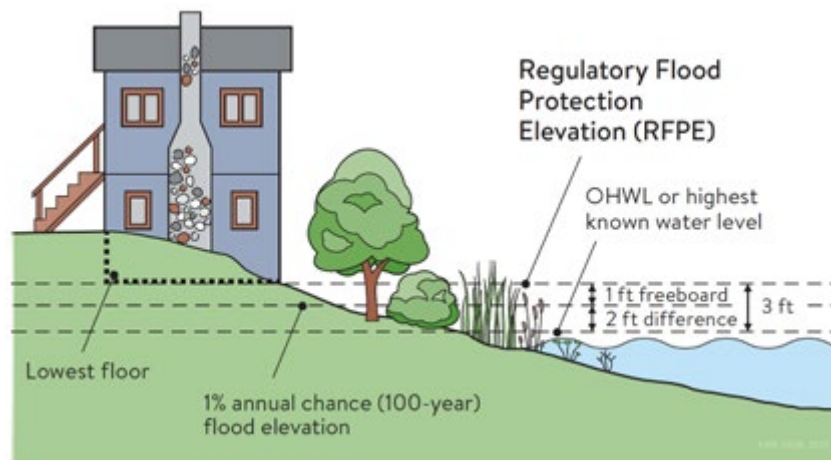 Regulatory Flood
Protection
Elevation (RFPE)
OHWL or highest
known water level
1 ft freeboard
2 ft difference
3 ft
Lowest floor
1% annual chance (100-year)
flood elevation